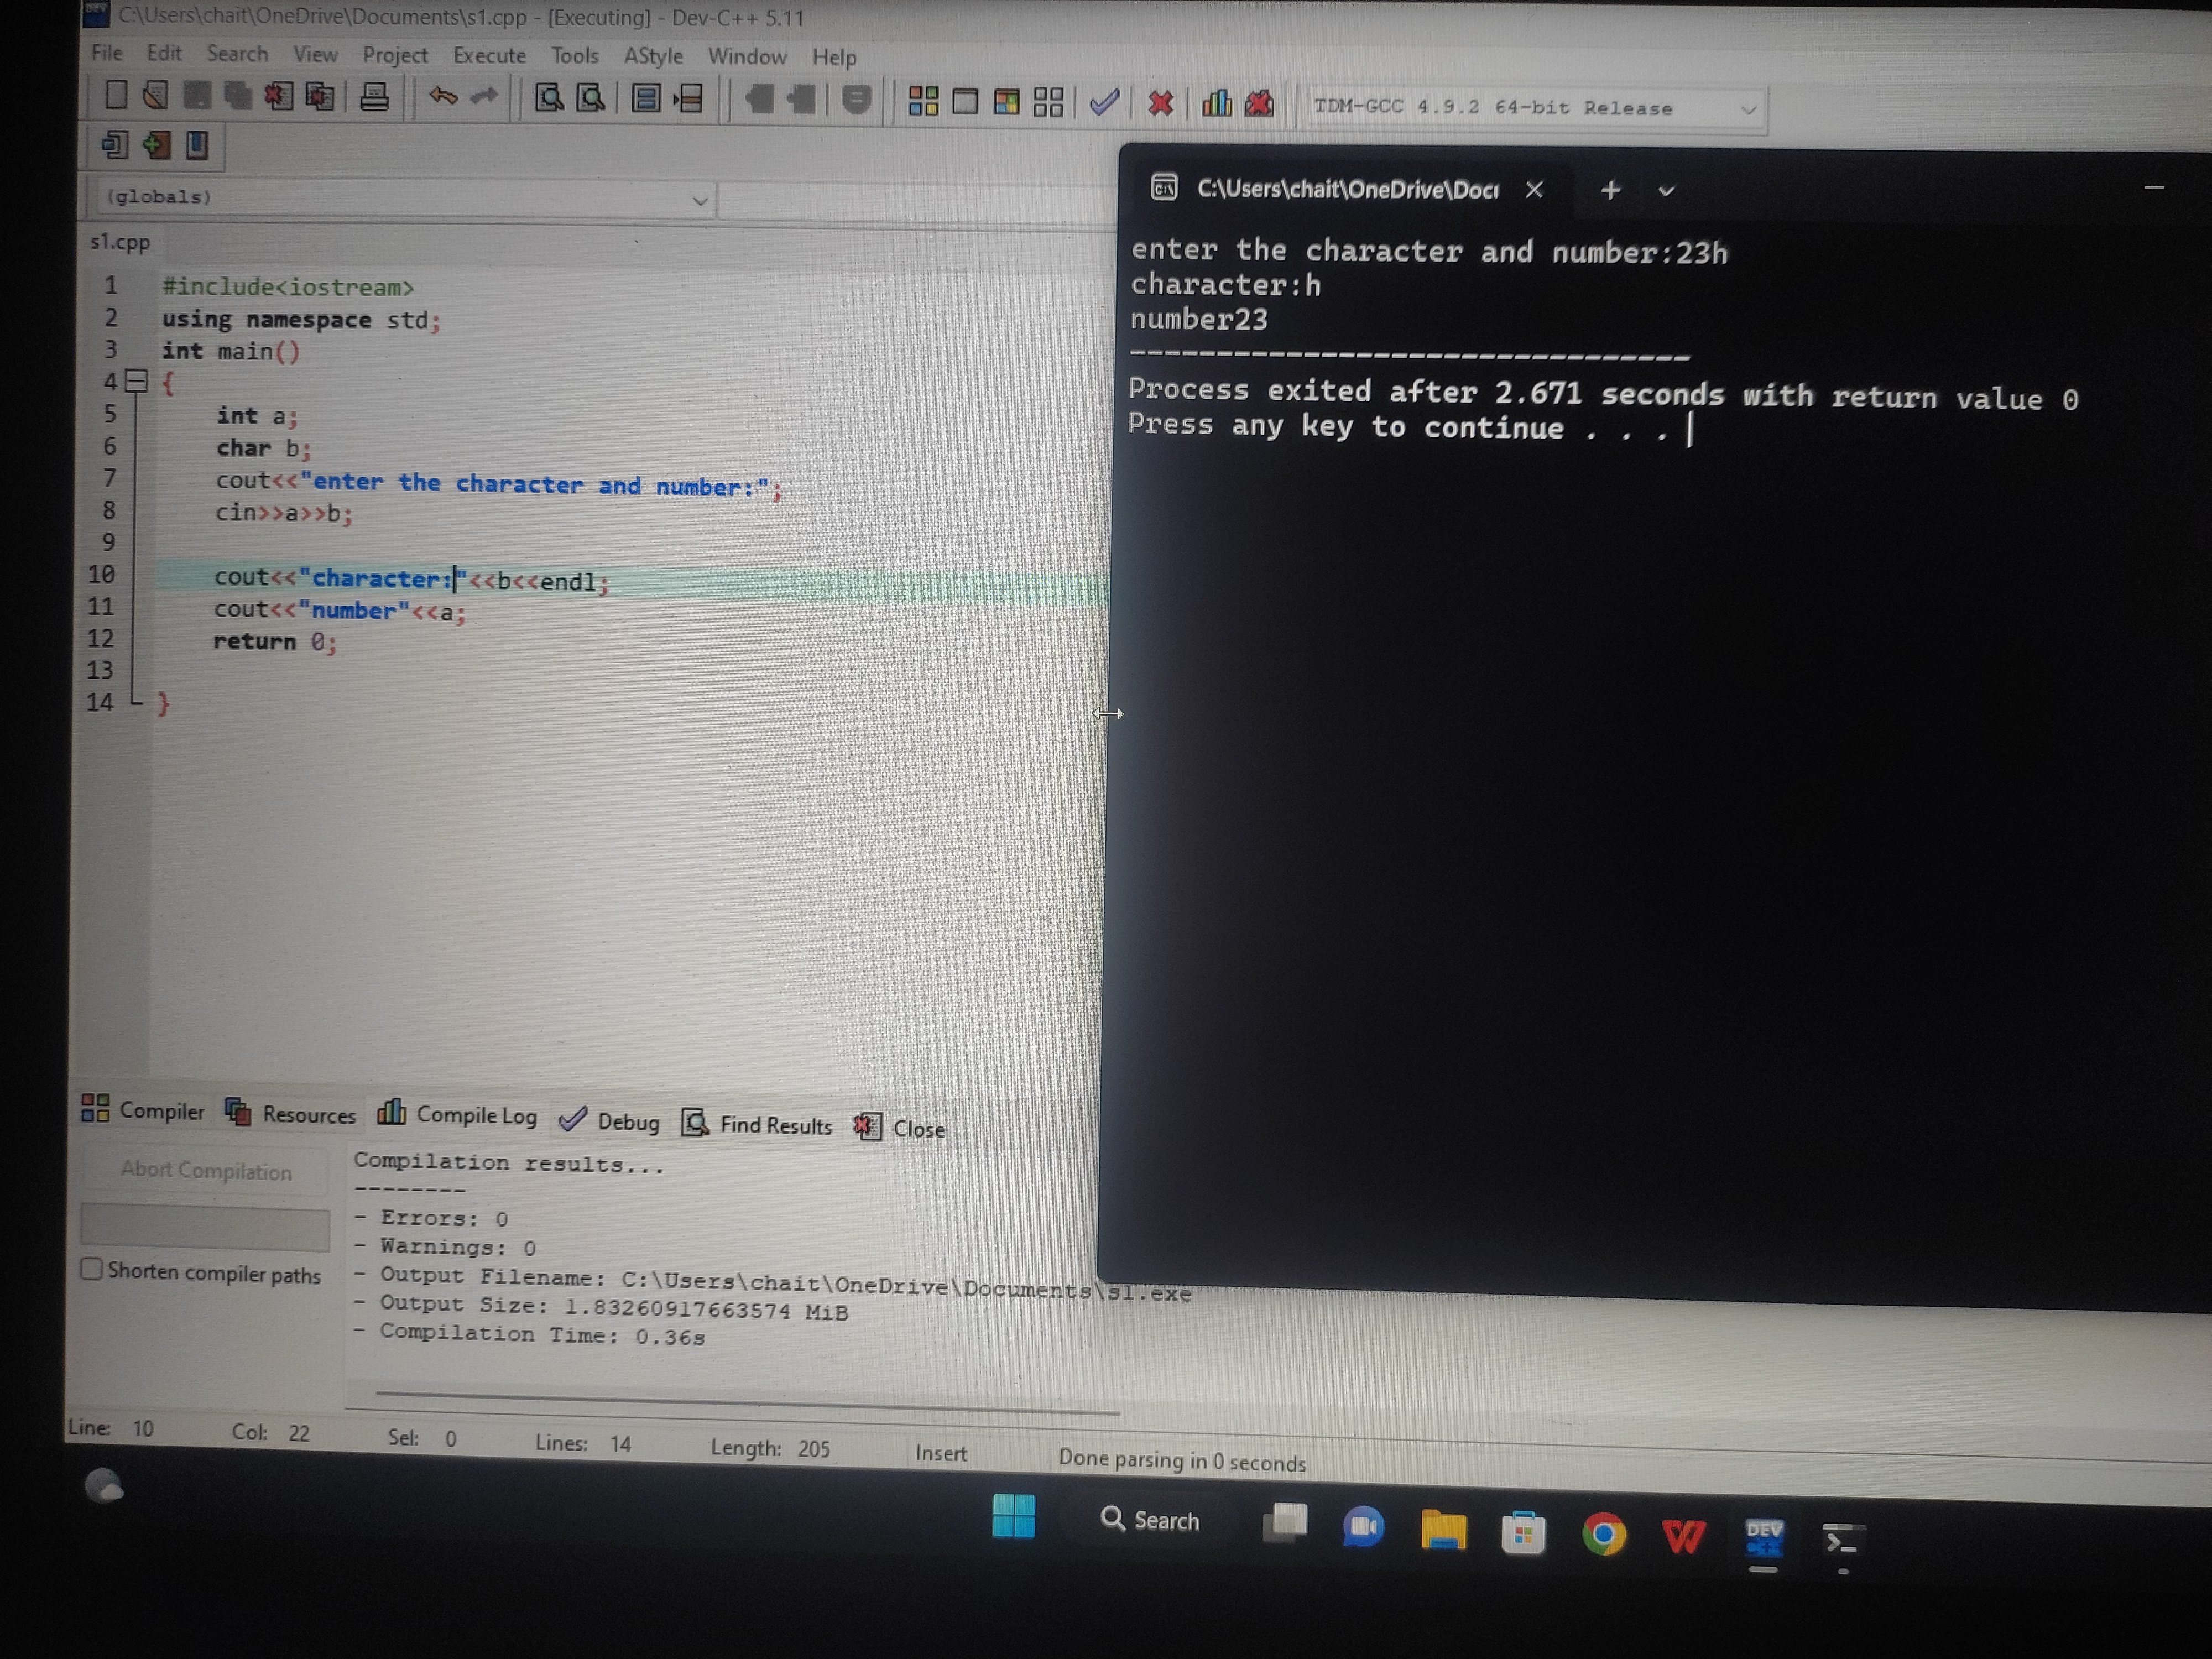 C:\Users\chait\OneDrive\Documents\s1.cpp - [Executing] - Dev-C++ 5.11
File Edit Search View Project Execute Tools AStyle Window Help
TDM-GCC 4.9.2 64-bit Release
(globals)
s1.cpp
1 #include<iostream>
2 using namespace std;
3 int main()
4 {
5 int a;
6 char b;
7 cout<<"enter the character and number:";
8 cin>>a>>b;
9
10 cout<<"character:"<<b<<endl;
11 cout<<"number"<<a;
12 return 0;
13
14 }
C:\Users\chait\OneDrive\Doc
enter the character and number:23h
character:h
number23
--------------------------------
Process exited after 2.671 seconds with return value 0
Press any key to continue . . .
Compiler Resources Compile Log Debug Find Results Close
Abort Compilation
Shorten compiler paths
Compilation results...
--------
- Errors: 0
- Warnings: 0
- Output Filename: C:\Users\chait\OneDrive\Documents\s1.exe
- Output Size: 1.83260917663574 MiB
- Compilation Time: 0.36s
Line: 10 Col: 22 Sel: 0 Lines: 14 Length: 205 Insert Done parsing in 0 seconds
Search
DEV
C++